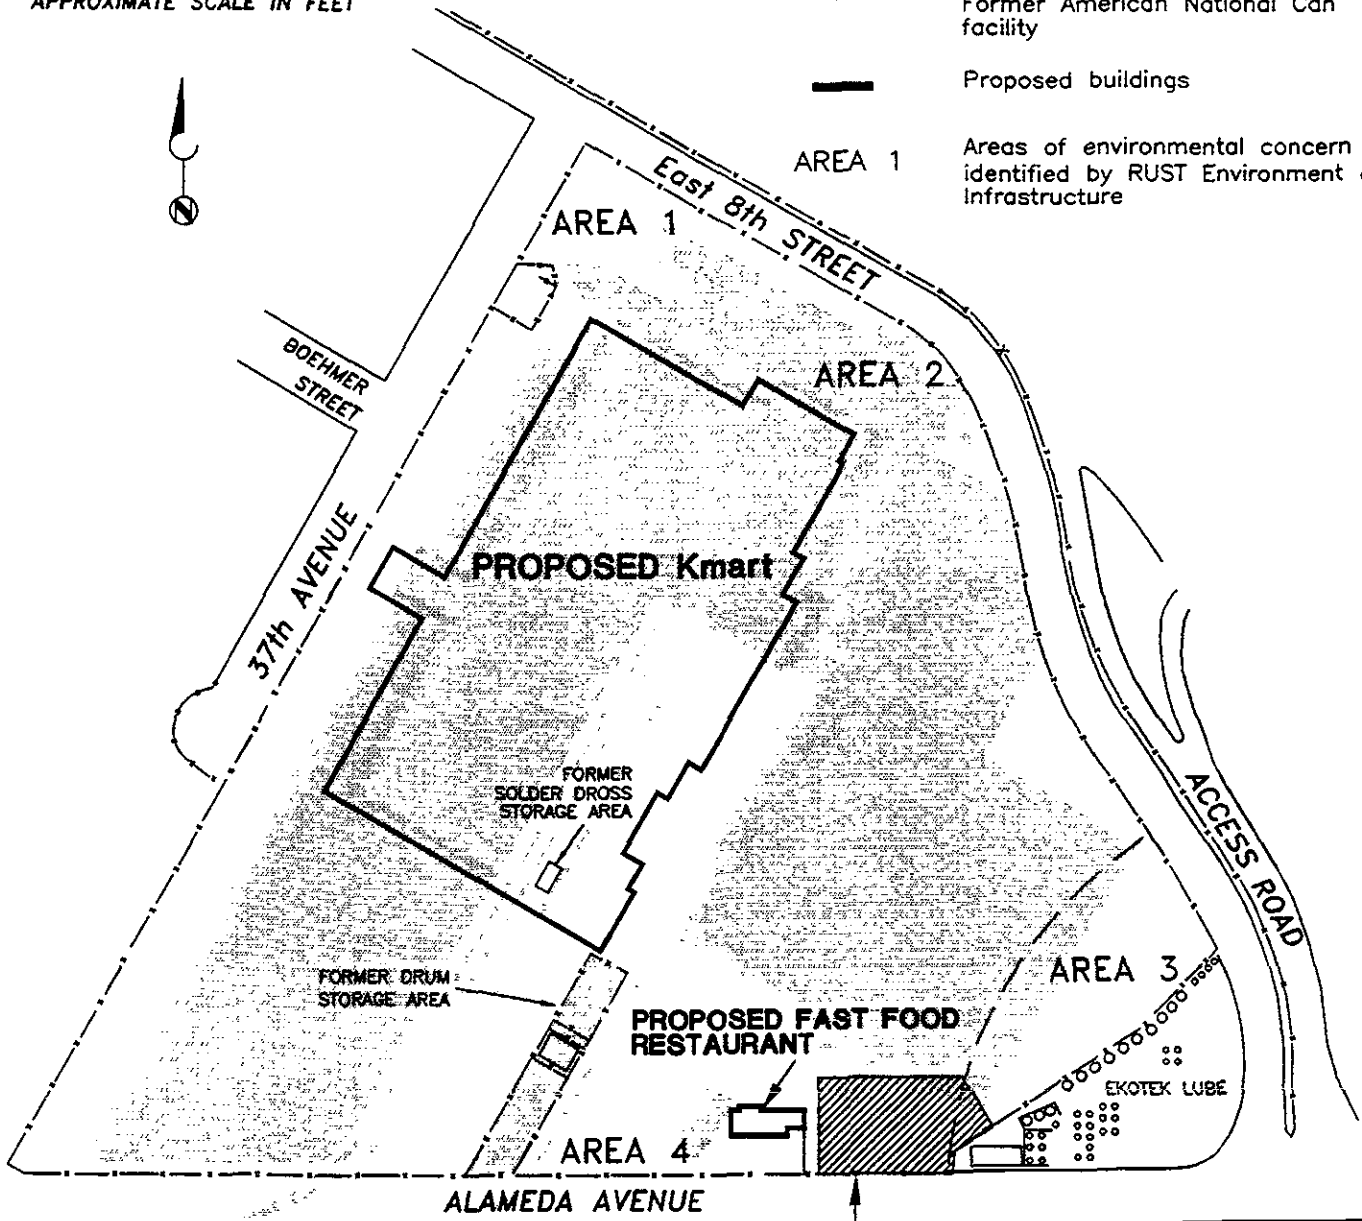 APPROXIMATE SCALE IN FEET
Former American National Can
facility
Proposed buildings
AREA 1
Areas of environmental concern
identified by RUST Environment
Infrastructure
N
East 8th STREET
AREA 1
BOEHMER
STREET
AREA 2
37th AVENUE
PROPOSED Kmart
FORMER
SOLDER DROSS
STORAGE AREA
ACCESS ROAD
FORMER DRUM
STORAGE AREA
AREA 3
PROPOSED FAST FOOD
RESTAURANT
EKOTEK LUBE
AREA 4
ALAMEDA AVENUE